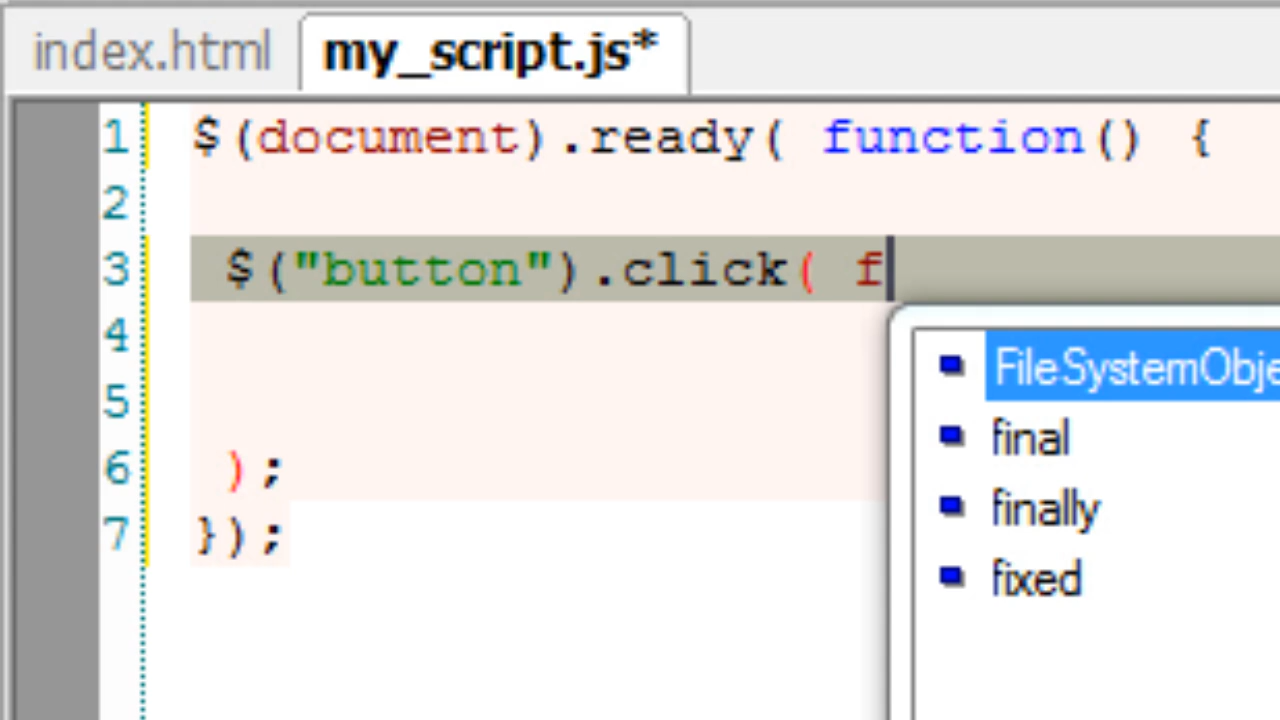 index.html my_script.js*
1 $(document).ready( function() {
2
3 $("button").click( f
4
5
6 );
7 });
FileSystemObje
final
finally
fixed